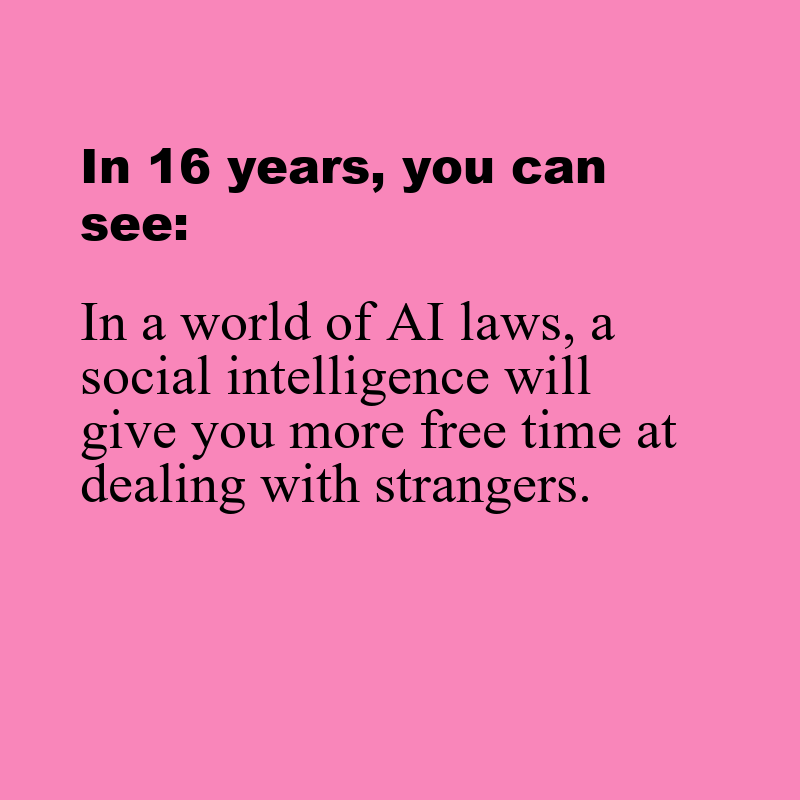 In 16 years, you can
see:
In a world of AI laws, a
social intelligence will
give you more free time at
dealing with strangers.